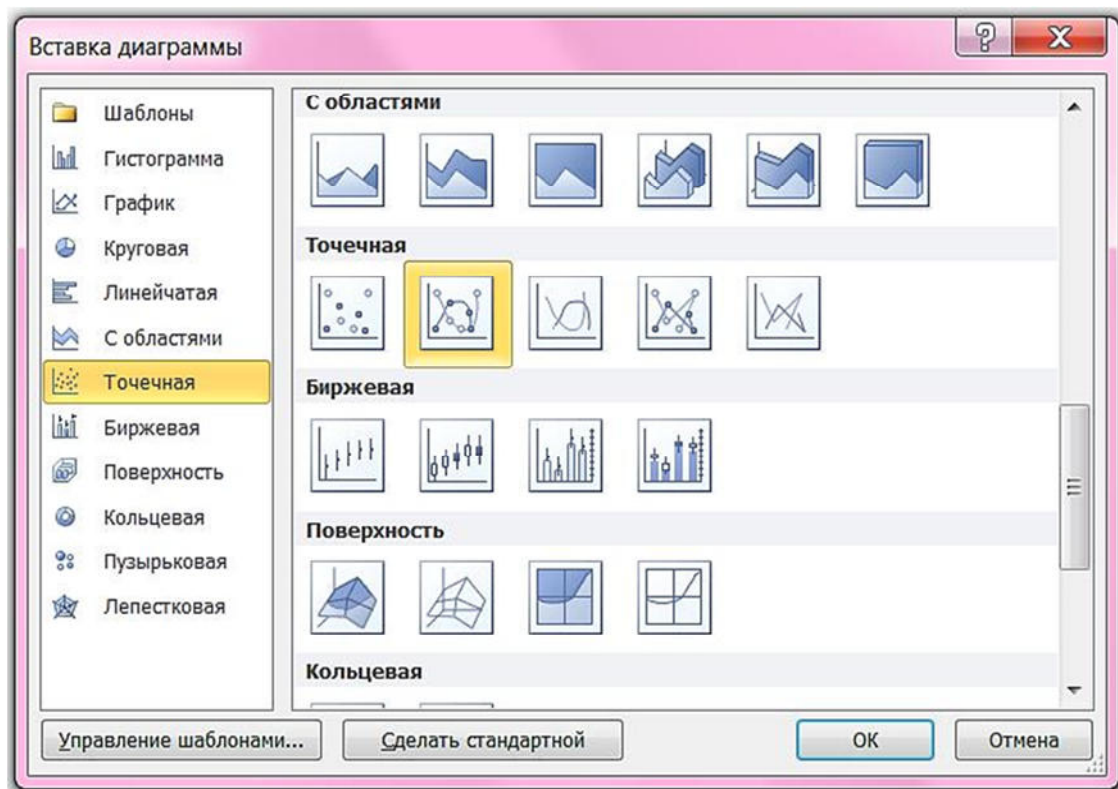 Вставка диаграммы
Шаблоны
Гистограмма
График
Круговая
Линейчатая
С областями
Точечная
Биржевая
Поверхность
Кольцевая
Пузырьковая
Лепестковая
С областями
Точечная
Биржевая
Поверхность
Кольцевая
Управление шаблонами...
Сделать стандартной
ОК
Отмена